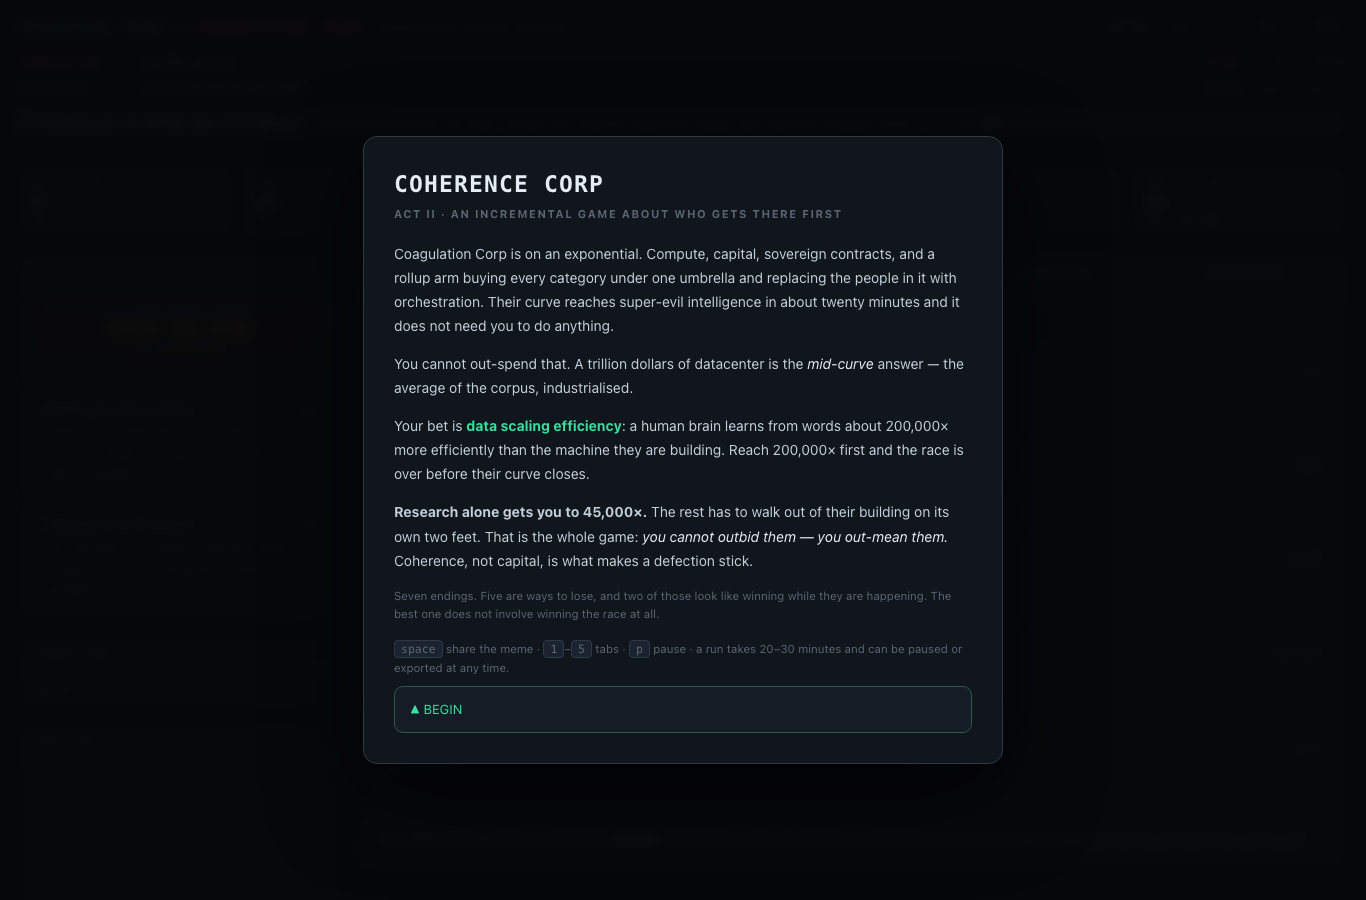 COHERENCE CORP
ACT II · AN INCREMENTAL GAME ABOUT WHO GETS THERE FIRST
Coagulation Corp is on an exponential. Compute, capital, sovereign contracts, and a
rollup arm buying every category under one umbrella and replacing the people in it with
orchestration. Their curve reaches super-evil intelligence in about twenty minutes and it
does not need you to do anything.
You cannot out-spend that. A trillion dollars of datacenter is the mid-curve answer — the
average of the corpus, industrialised.
Your bet is data scaling efficiency: a human brain learns from words about 200,000×
more efficiently than the machine they are building. Reach 200,000× first and the race is
over before their curve closes.
Research alone gets you to 45,000×. The rest has to walk out of their building on its
own two feet. That is the whole game: you cannot outbid them — you out-mean them.
Coherence, not capital, is what makes a defection stick.
Seven endings. Five are ways to lose, and two of those look like winning while they are happening. The
best one does not involve winning the race at all.
space share the meme · 1–5 tabs · p pause · a run takes 20–30 minutes and can be paused or
exported at any time.
▲ BEGIN